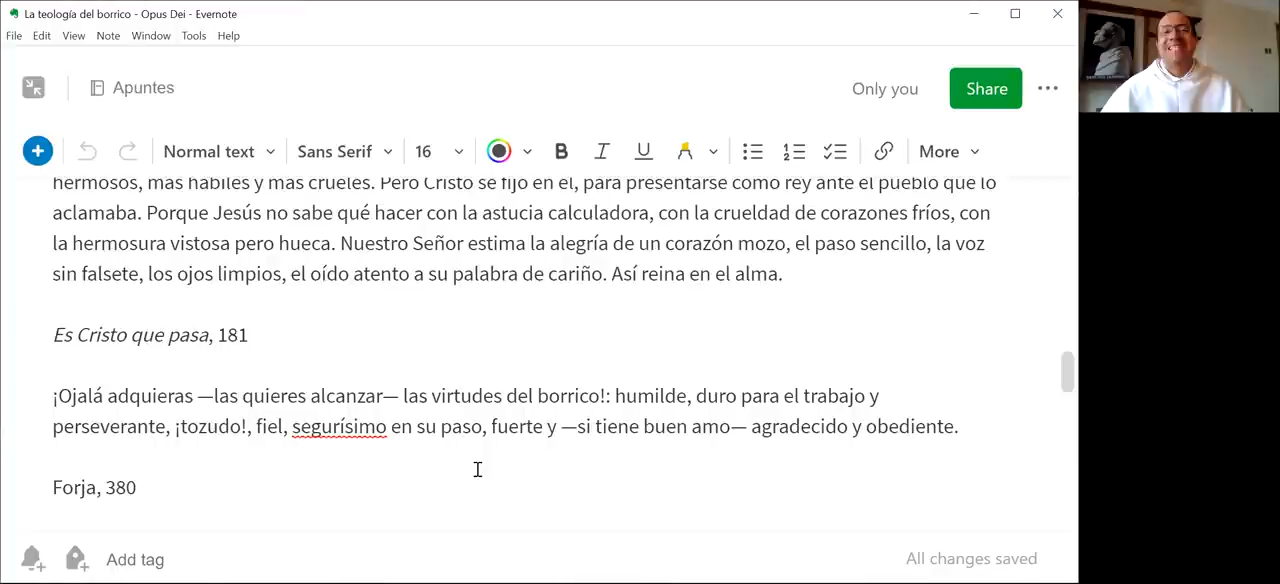 La teología del borrico - Opus Dei - Evernote
File Edit View Note Window Tools Help
Apuntes
Only you
Share
Normal text
Sans Serif
16
B I U
More
hermosos, más hábiles y más crueles. Pero Cristo se fijó en él, para presentarse como rey ante el pueblo que lo
aclamaba. Porque Jesús no sabe qué hacer con la astucia calculadora, con la crueldad de corazones fríos, con
la hermosura vistosa pero hueca. Nuestro Señor estima la alegría de un corazón mozo, el paso sencillo, la voz
sin falsete, los ojos limpios, el oído atento a su palabra de cariño. Así reina en el alma.
Es Cristo que pasa, 181
¡Ojalá adquieras —las quieres alcanzar— las virtudes del borrico!: humilde, duro para el trabajo y
perseverante, ¡tozudo!, fiel, segurísimo en su paso, fuerte y —si tiene buen amo— agradecido y obediente.
Forja, 380
Add tag
All changes saved